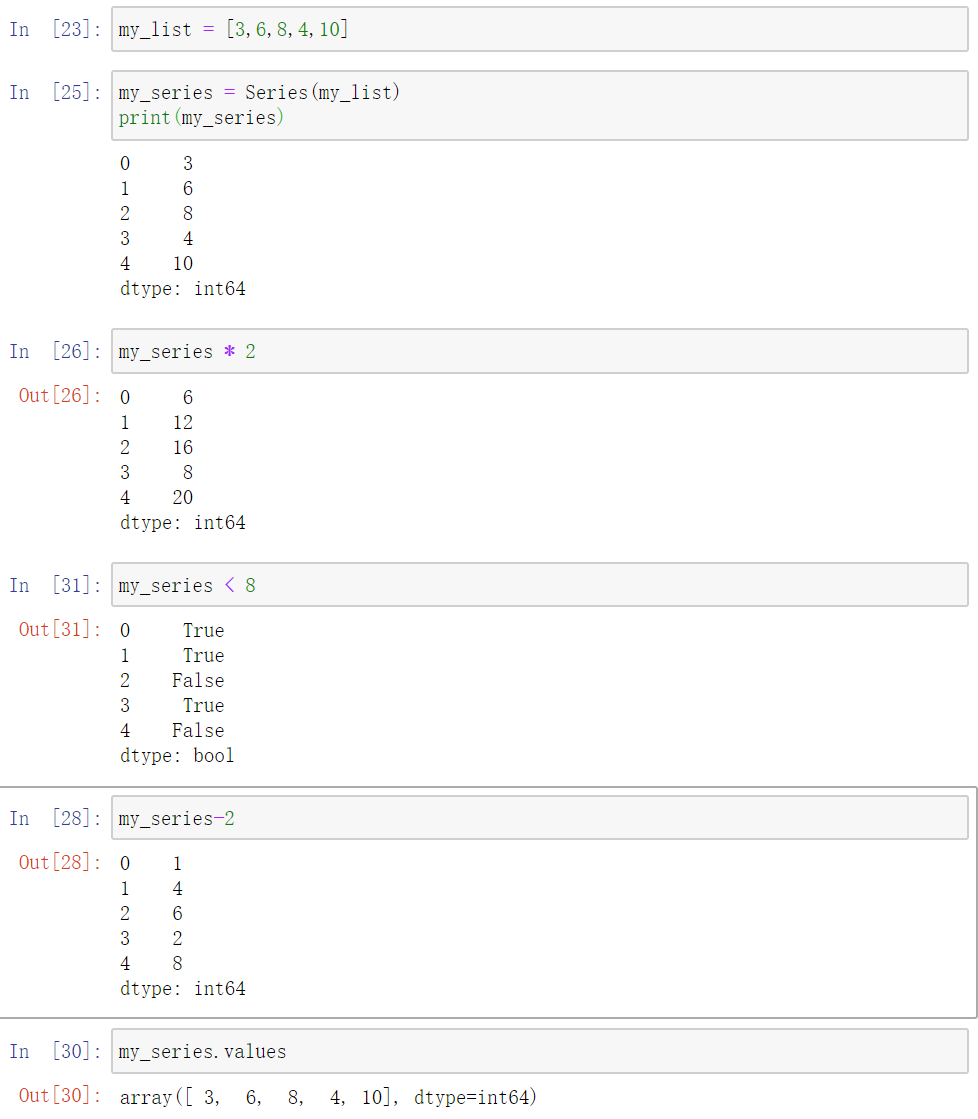 In [23]: my_list = [3,6,8,4,10]
In [25]: my_series = Series(my_list)
print(my_series)
0     3
1     6
2     8
3     4
4    10
dtype: int64
In [26]: my_series * 2
Out[26]: 0     6
1    12
2    16
3     8
4    20
dtype: int64
In [31]: my_series < 8
Out[31]: 0     True
1     True
2    False
3     True
4    False
dtype: bool
In [28]: my_series-2
Out[28]: 0    1
1    4
2    6
3    2
4    8
dtype: int64
In [30]: my_series.values
Out[30]: array([ 3,  6,  8,  4, 10], dtype=int64)